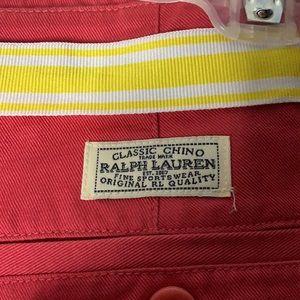 CLASSIC CHINO
TRADE MARK
RALPH LAUREN
EST. 1967
FINE SPORTSWEAR
ORIGINAL RL QUALITY